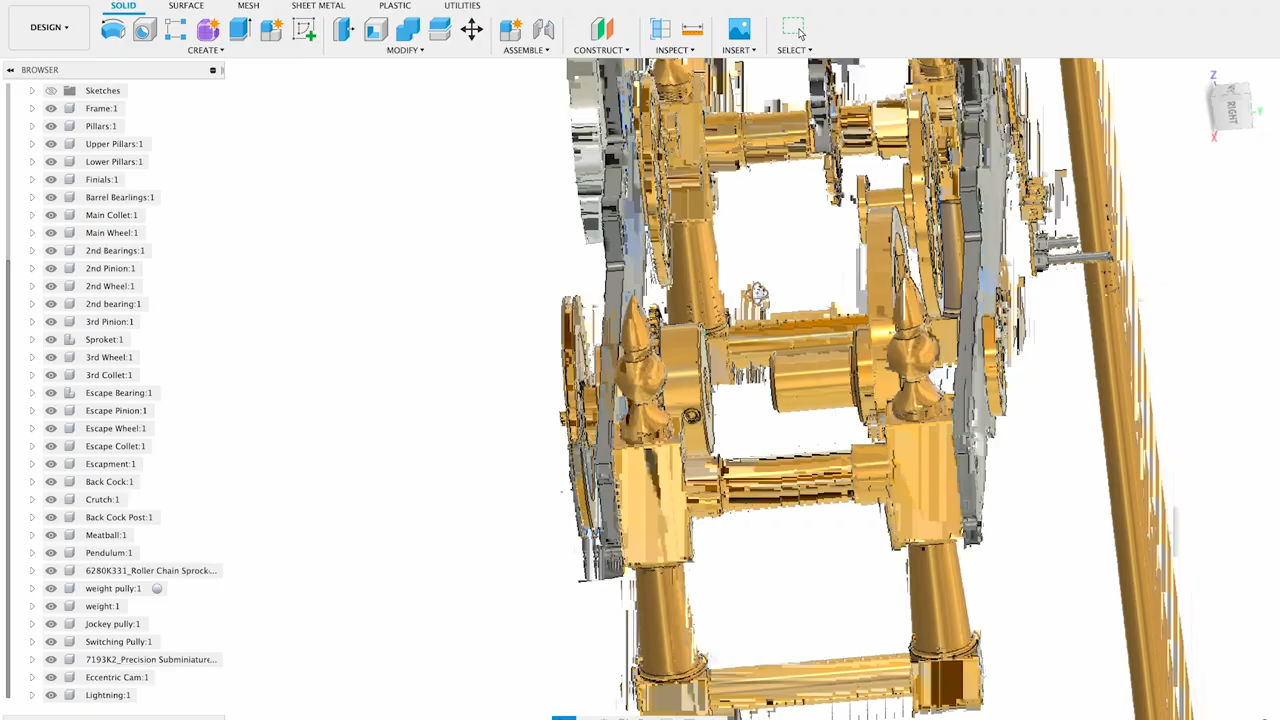 SOLID SURFACE MESH SHEET METAL PLASTIC UTILITIES
DESIGN
CREATE MODIFY ASSEMBLE CONSTRUCT INSPECT INSERT SELECT
BROWSER
Sketches
Frame:1
Pillars:1
Upper Pillars:1
Lower Pillars:1
Finials:1
Barrel Bearlings:1
Main Collet:1
Main Wheel:1
2nd Bearings:1
2nd Pinion:1
2nd Wheel:1
2nd bearing:1
3rd Pinion:1
Sproket:1
3rd Wheel:1
3rd Collet:1
Escape Bearing:1
Escape Pinion:1
Escape Wheel:1
Escape Collet:1
Escapment:1
Back Cock:1
Crutch:1
Back Cock Post:1
Meatball:1
Pendulum:1
6280K331_Roller Chain Sprock...
weight pully:1
weight:1
Jockey pully:1
Switching Pully:1
7193K2_Precision Subminiature...
Eccentric Cam:1
Lightning:1
Z
RIGHT
Y
X